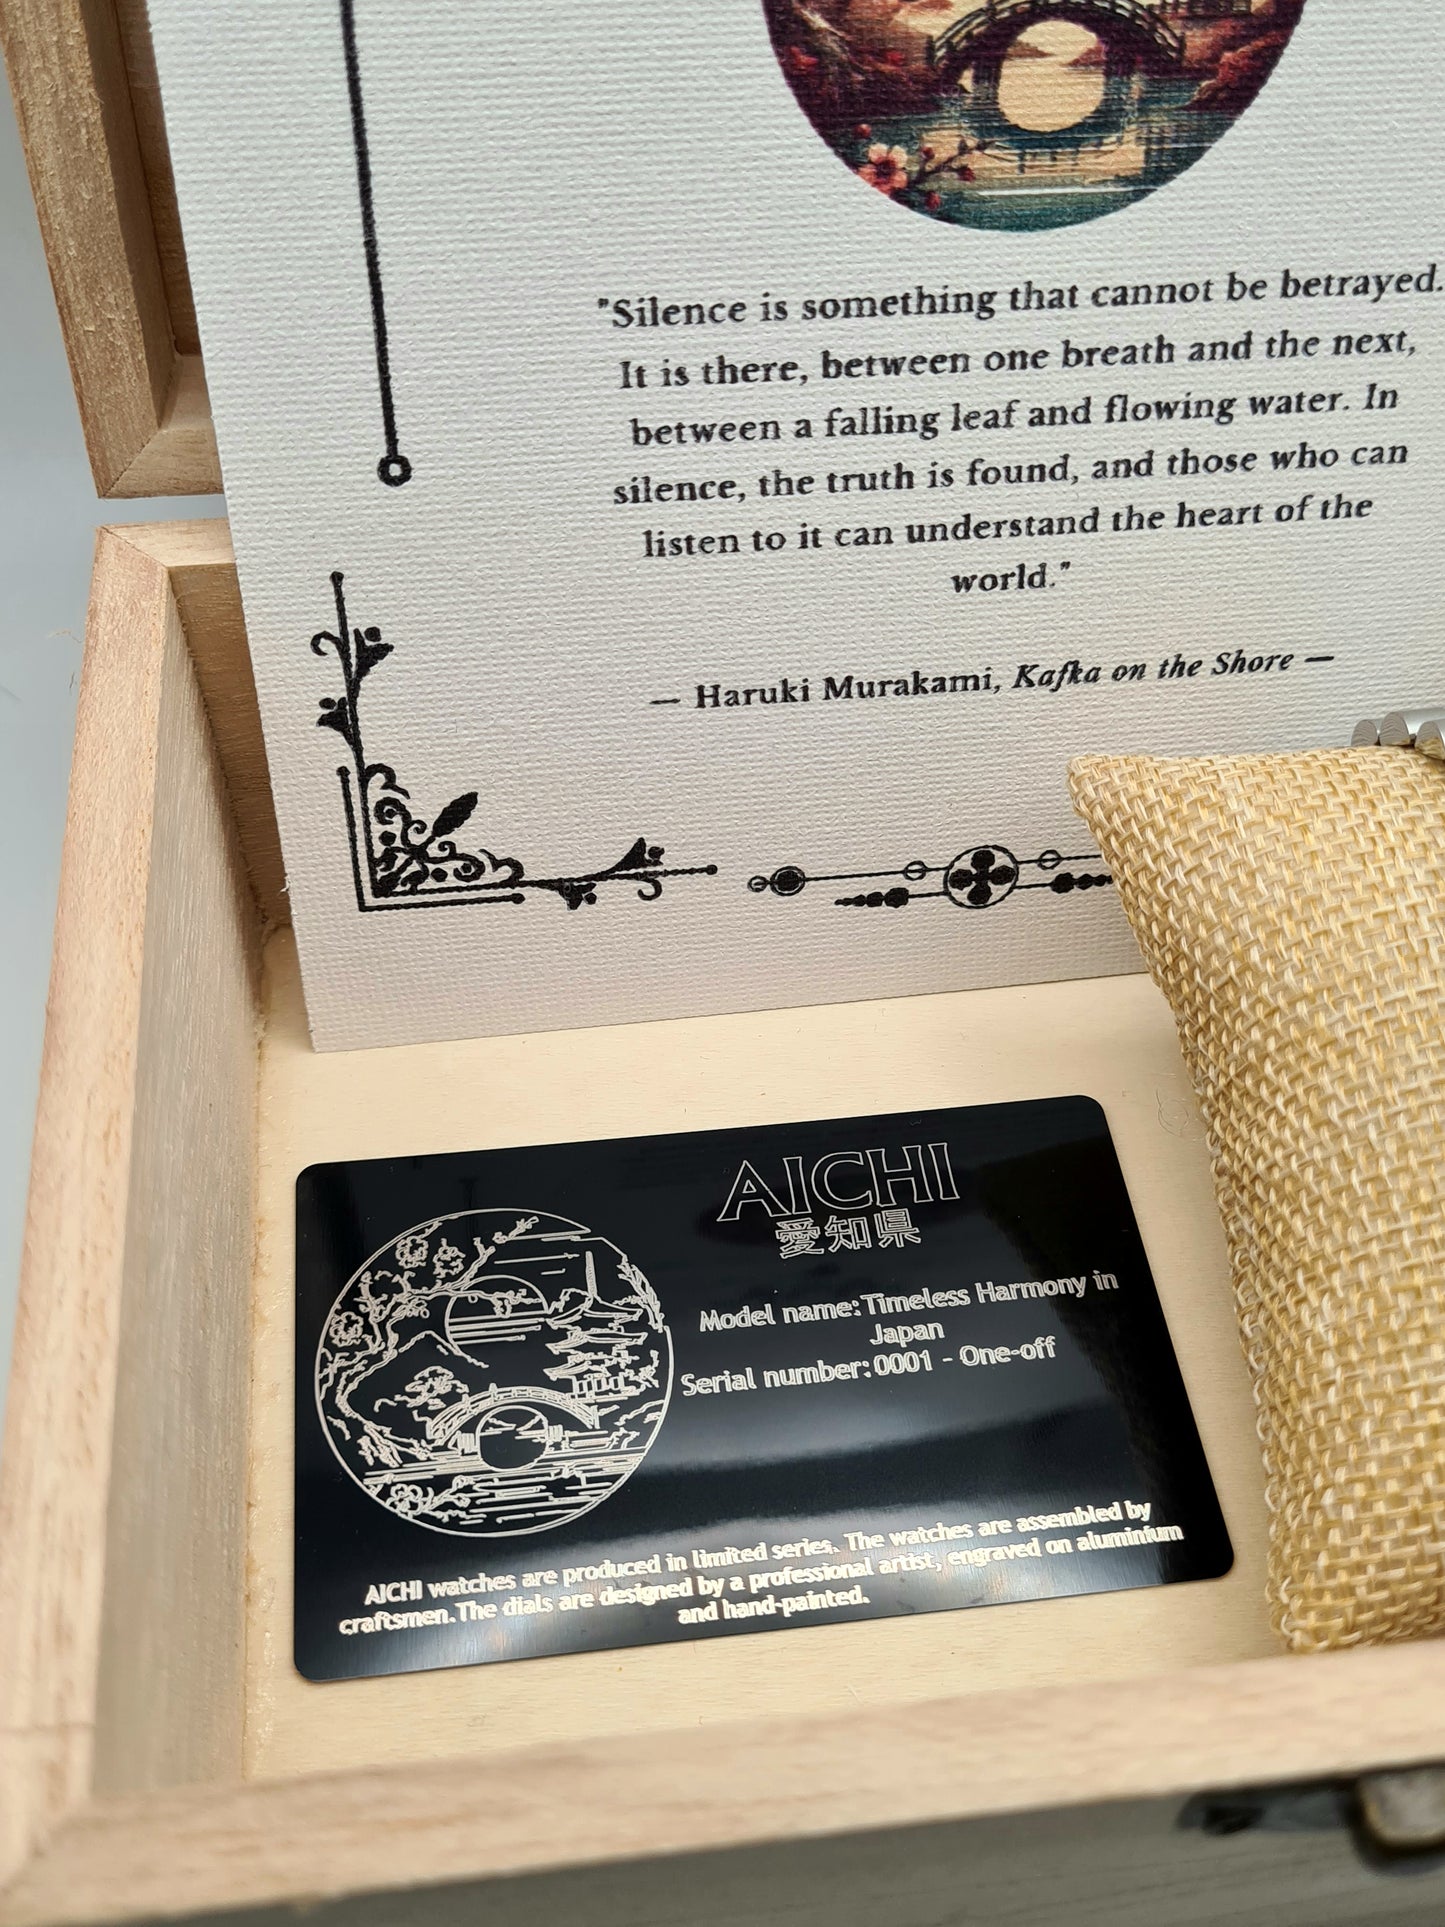 "Silence is something that cannot be betrayed.
It is there, between one breath and the next,
between a falling leaf and flowing water. In
silence, the truth is found, and those who can
listen to it can understand the heart of the
world."
— Haruki Murakami, Kafka on the Shore —
AICHI
愛知県
Model name: Timeless Harmony in
Japan
Serial number: 0001 - One-off
AICHI watches are produced in limited series. The watches are assembled by
craftsmen. The dials are designed by a professional artist, engraved on aluminium
and hand-painted.